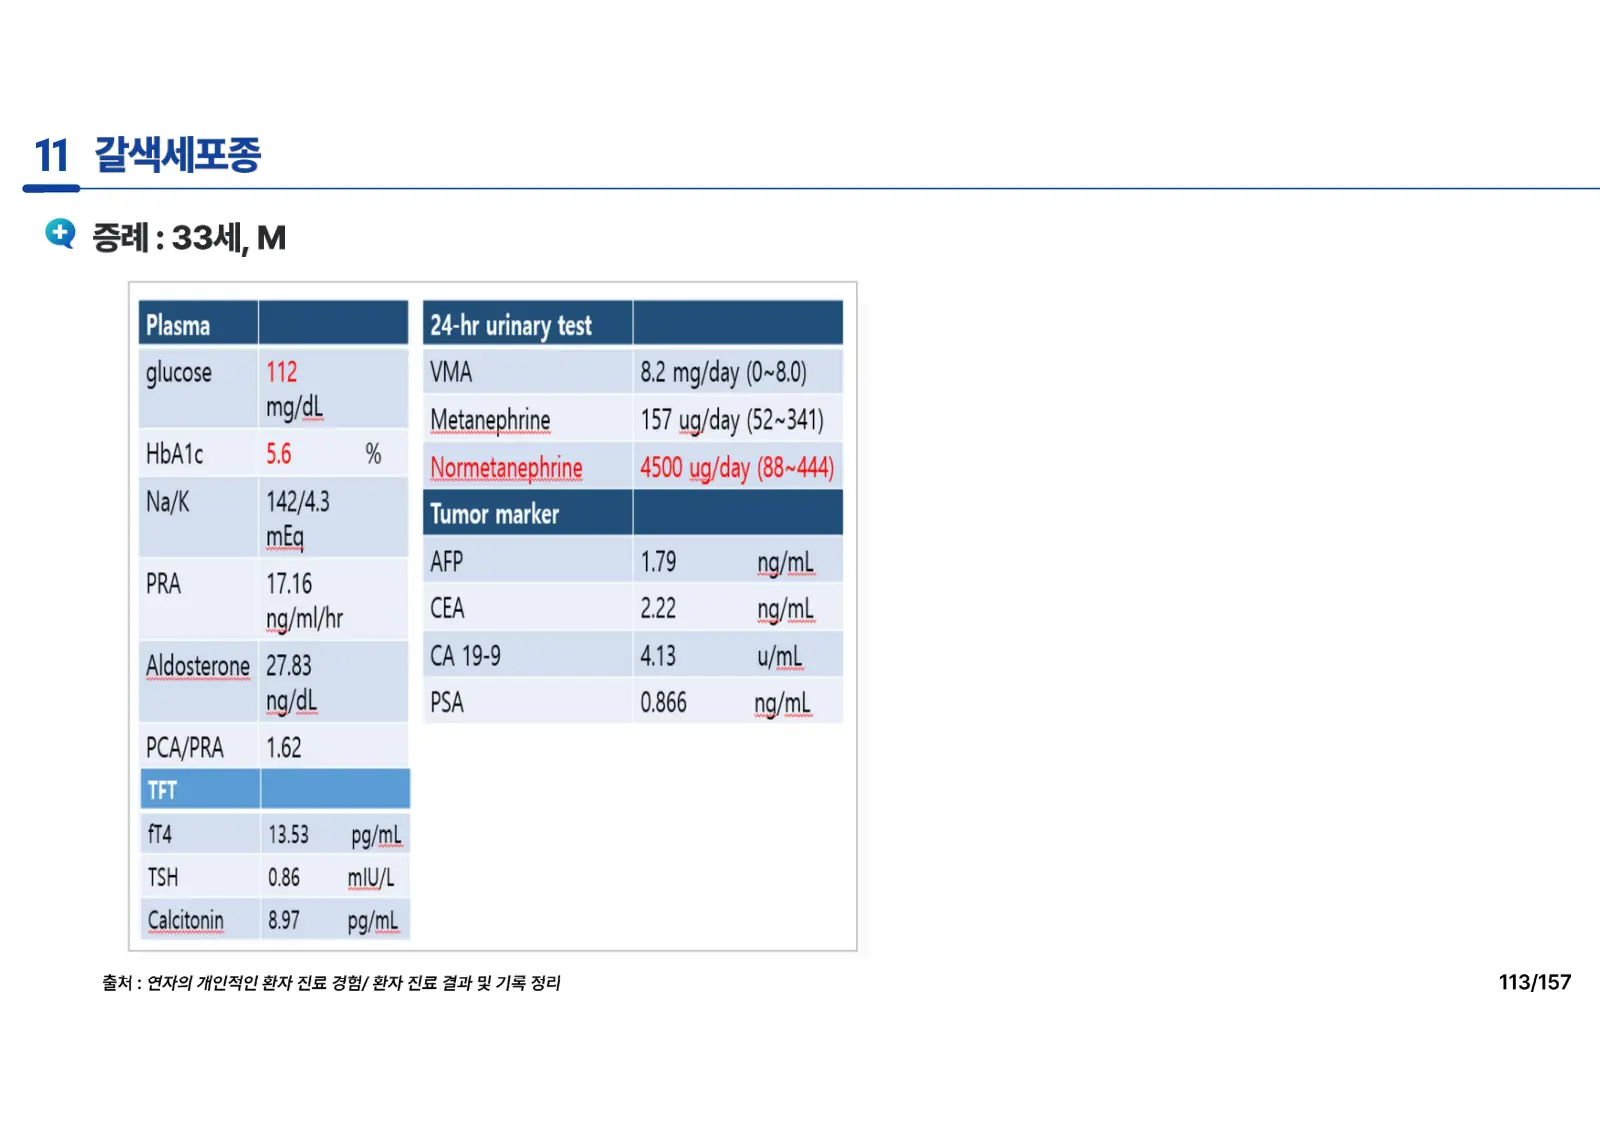 11 갈색세포종
증례 : 33세, M
Plasma
glucose 112
mg/dL
HbA1c 5.6 %
Na/K 142/4.3
mEq
PRA 17.16
ng/ml/hr
Aldosterone 27.83
ng/dL
PCA/PRA 1.62
TFT
fT4 13.53 pg/mL
TSH 0.86 mIU/L
Calcitonin 8.97 pg/mL
24-hr urinary test
VMA 8.2 mg/day (0~8.0)
Metanephrine 157 ug/day (52~341)
Normetanephrine 4500 ug/day (88~444)
Tumor marker
AFP 1.79 ng/mL
CEA 2.22 ng/mL
CA 19-9 4.13 u/mL
PSA 0.866 ng/mL
출처 : 연자의 개인적인 환자 진료 경험/ 환자 진료 결과 및 기록 정리
113/157